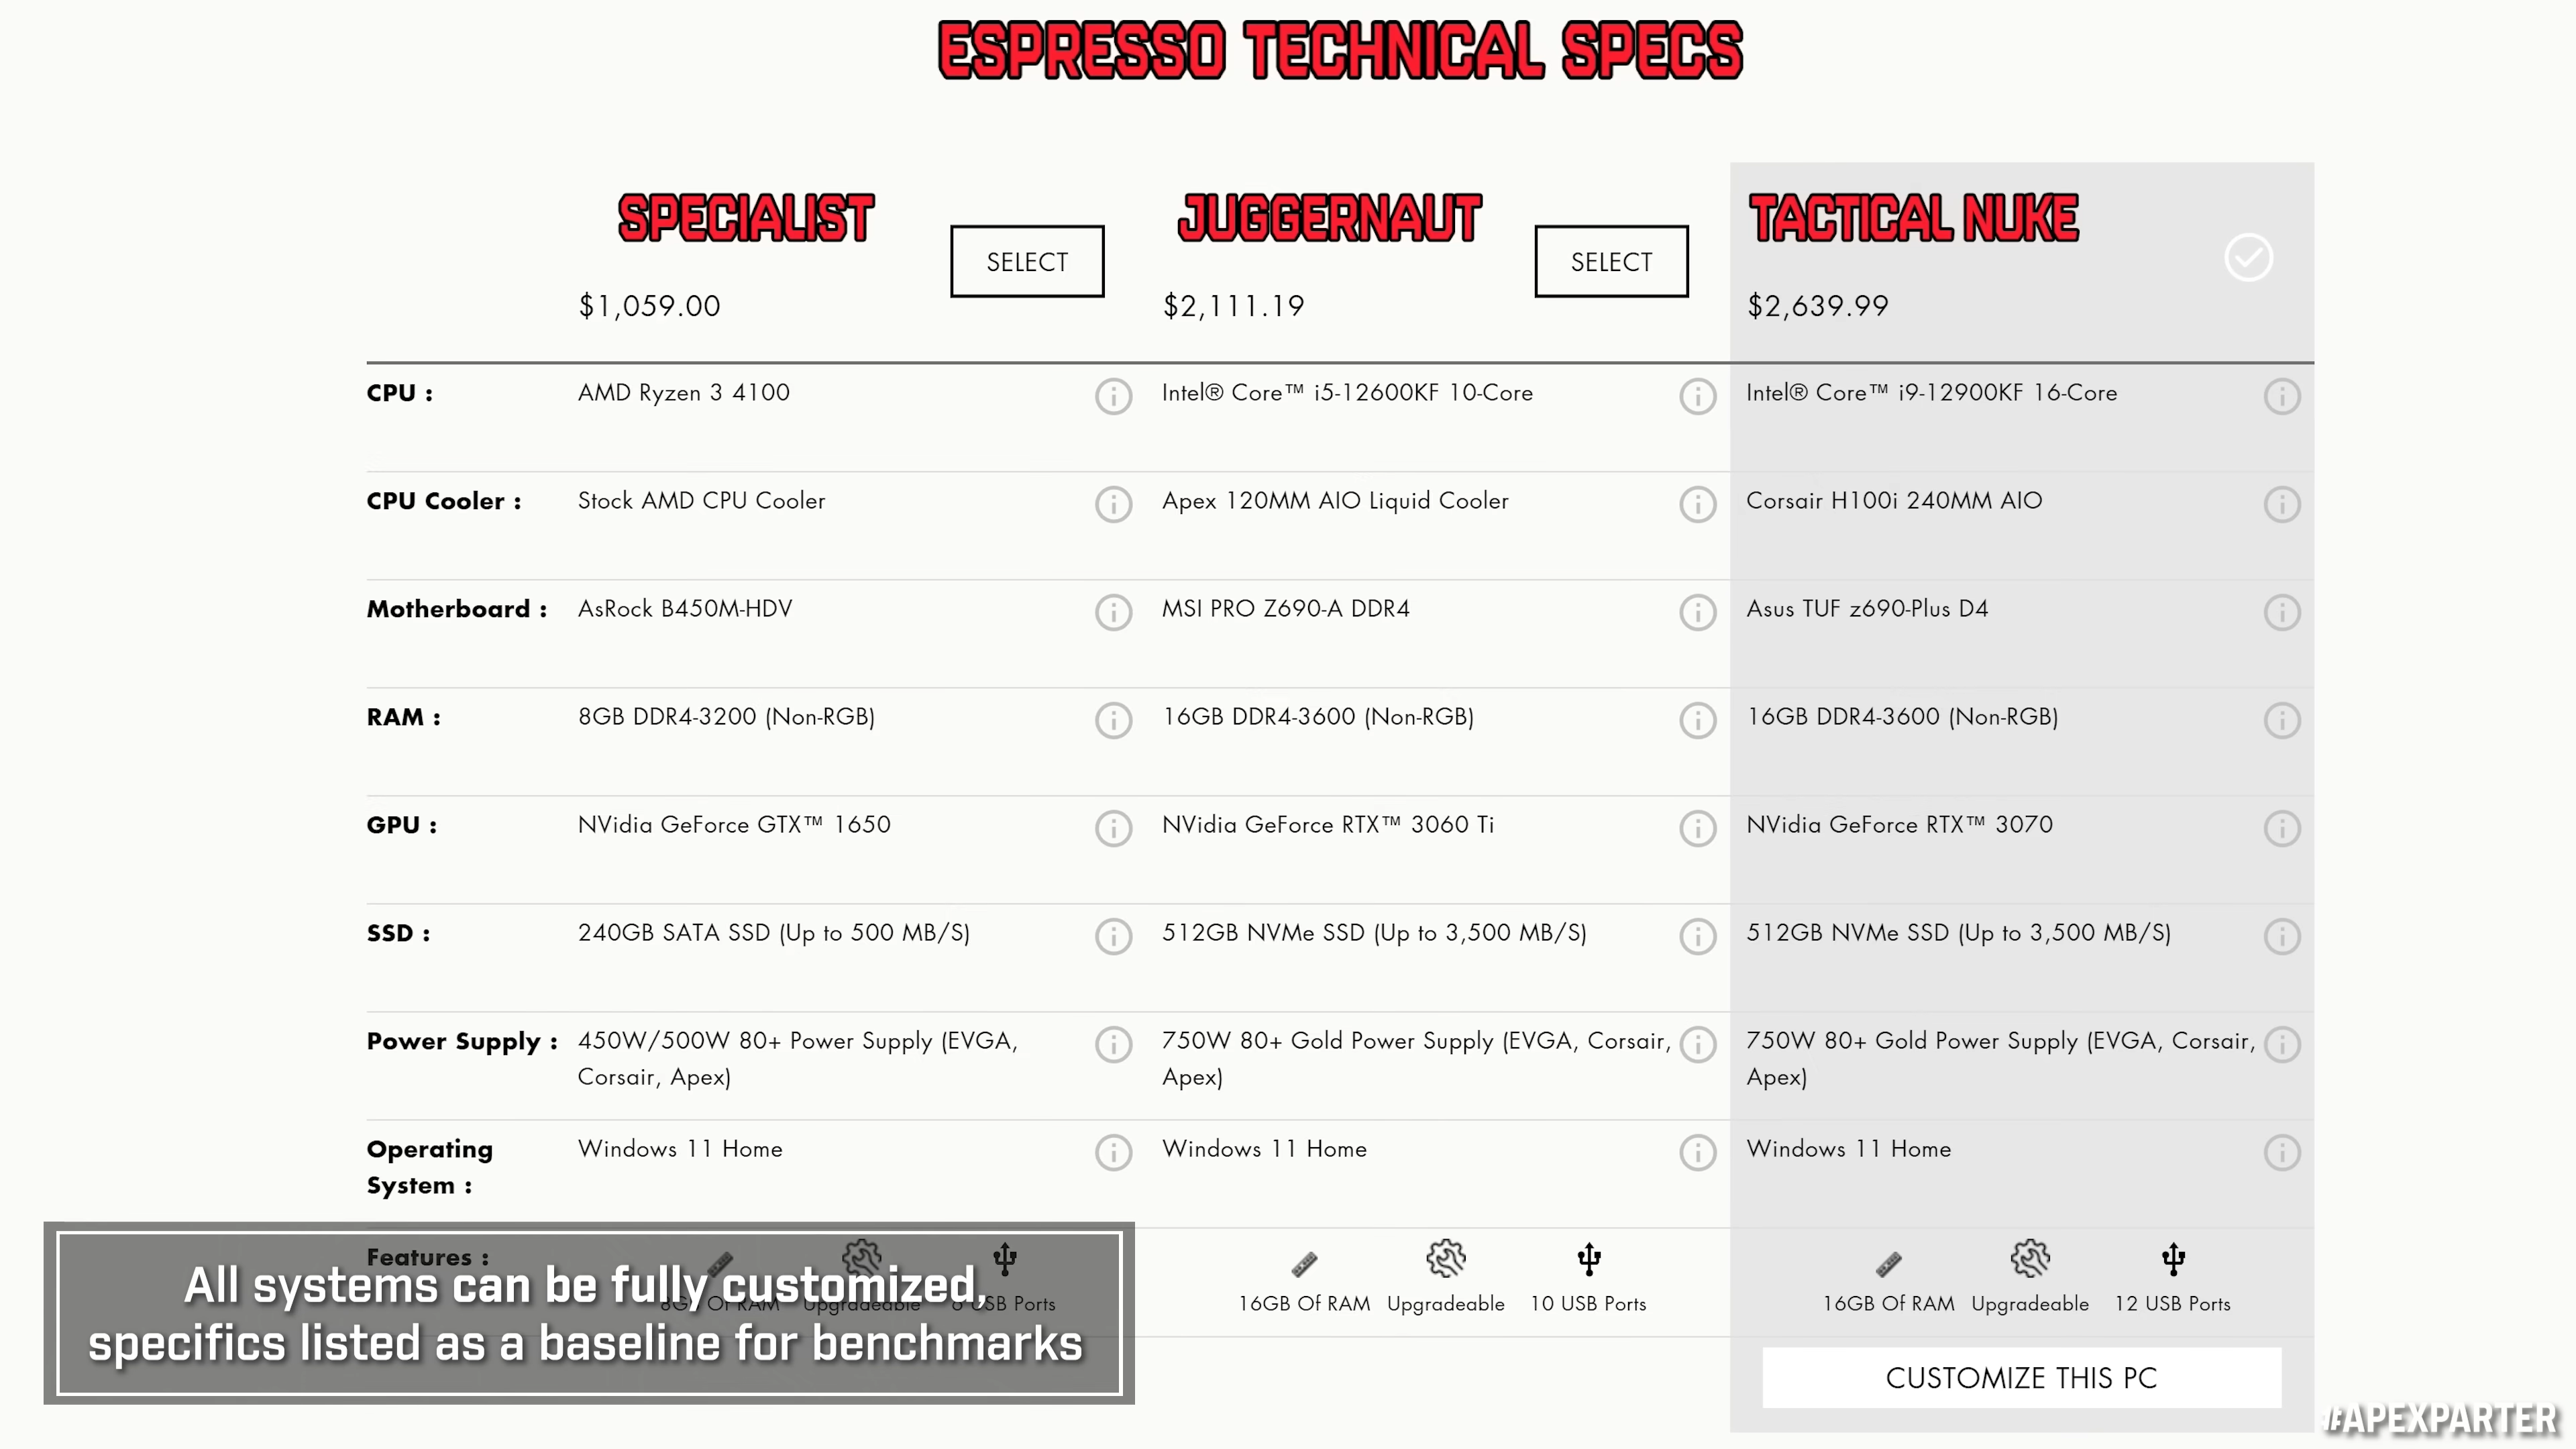 ESPRESSO TECHNICAL SPECS
SPECIALIST
SELECT
$1,059.00
JUGGERNAUT
SELECT
$2,111.19
TACTICAL NUKE
$2,639.99
CPU : AMD Ryzen 3 4100 Intel® Core™ i5-12600KF 10-Core Intel® Core™ i9-12900KF 16-Core
CPU Cooler : Stock AMD CPU Cooler Apex 120MM AIO Liquid Cooler Corsair H100i 240MM AIO
Motherboard : AsRock B450M-HDV MSI PRO Z690-A DDR4 Asus TUF z690-Plus D4
RAM : 8GB DDR4-3200 (Non-RGB) 16GB DDR4-3600 (Non-RGB) 16GB DDR4-3600 (Non-RGB)
GPU : NVidia GeForce GTX™ 1650 NVidia GeForce RTX™ 3060 Ti NVidia GeForce RTX™ 3070
SSD : 240GB SATA SSD (Up to 500 MB/S) 512GB NVMe SSD (Up to 3,500 MB/S) 512GB NVMe SSD (Up to 3,500 MB/S)
Power Supply : 450W/500W 80+ Power Supply (EVGA, 750W 80+ Gold Power Supply (EVGA, Corsair, 750W 80+ Gold Power Supply (EVGA, Corsair,
Corsair, Apex) Apex) Apex)
Operating Windows 11 Home Windows 11 Home Windows 11 Home
System :
Features :
8GB Of RAM Upgradeable USB Ports 16GB Of RAM Upgradeable 10 USB Ports 16GB Of RAM Upgradeable 12 USB Ports
All systems can be fully customized,
specifics listed as a baseline for benchmarks
CUSTOMIZE THIS PC
#APEXPARTER